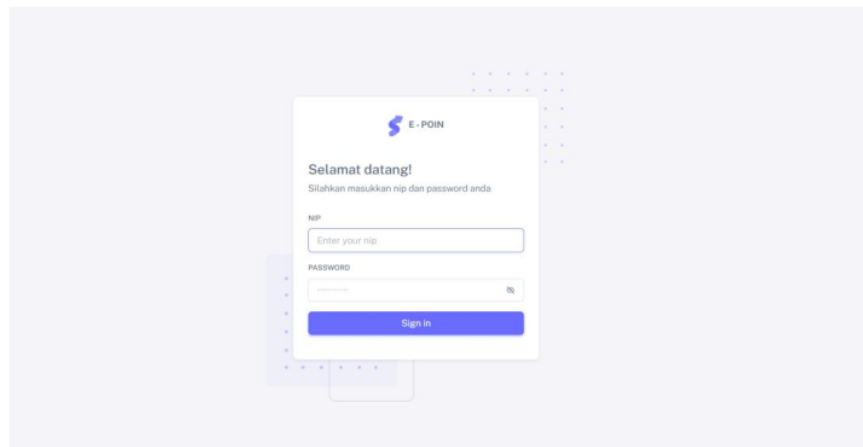 E - POIN
Selamat datang!
Silahkan masukkan nip dan password anda
NIP
Enter your nip
PASSWORD
Sign in